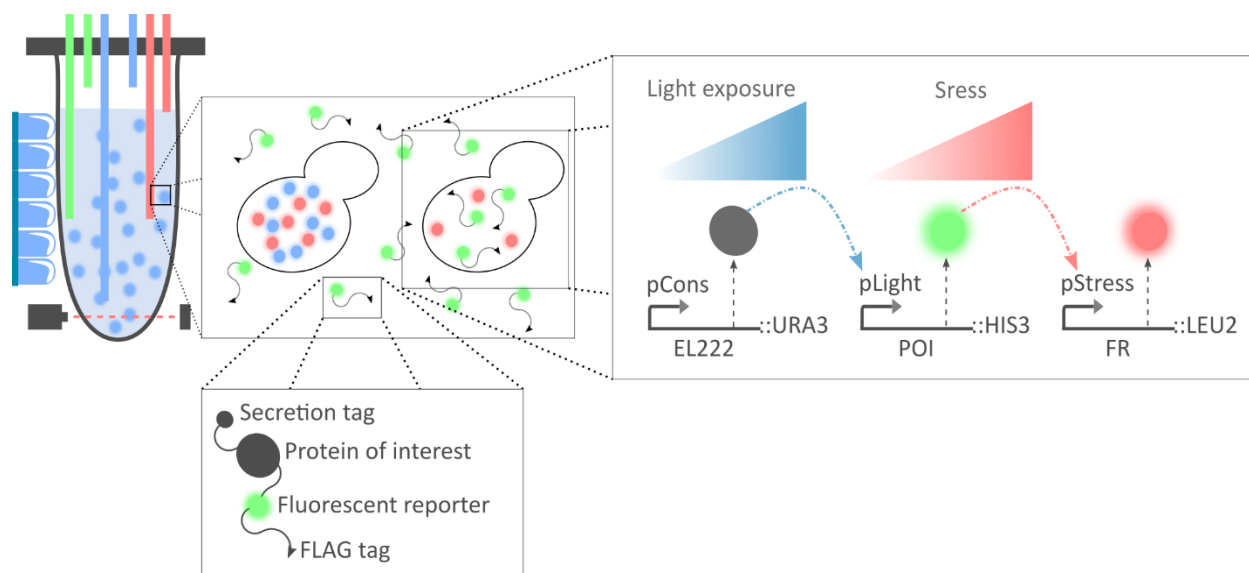 Light exposure
Sress
pCons
pLight
pStress
::URA3
::HIS3
::LEU2
EL222
POI
FR
Secretion tag
Protein of interest
Fluorescent reporter
FLAG tag